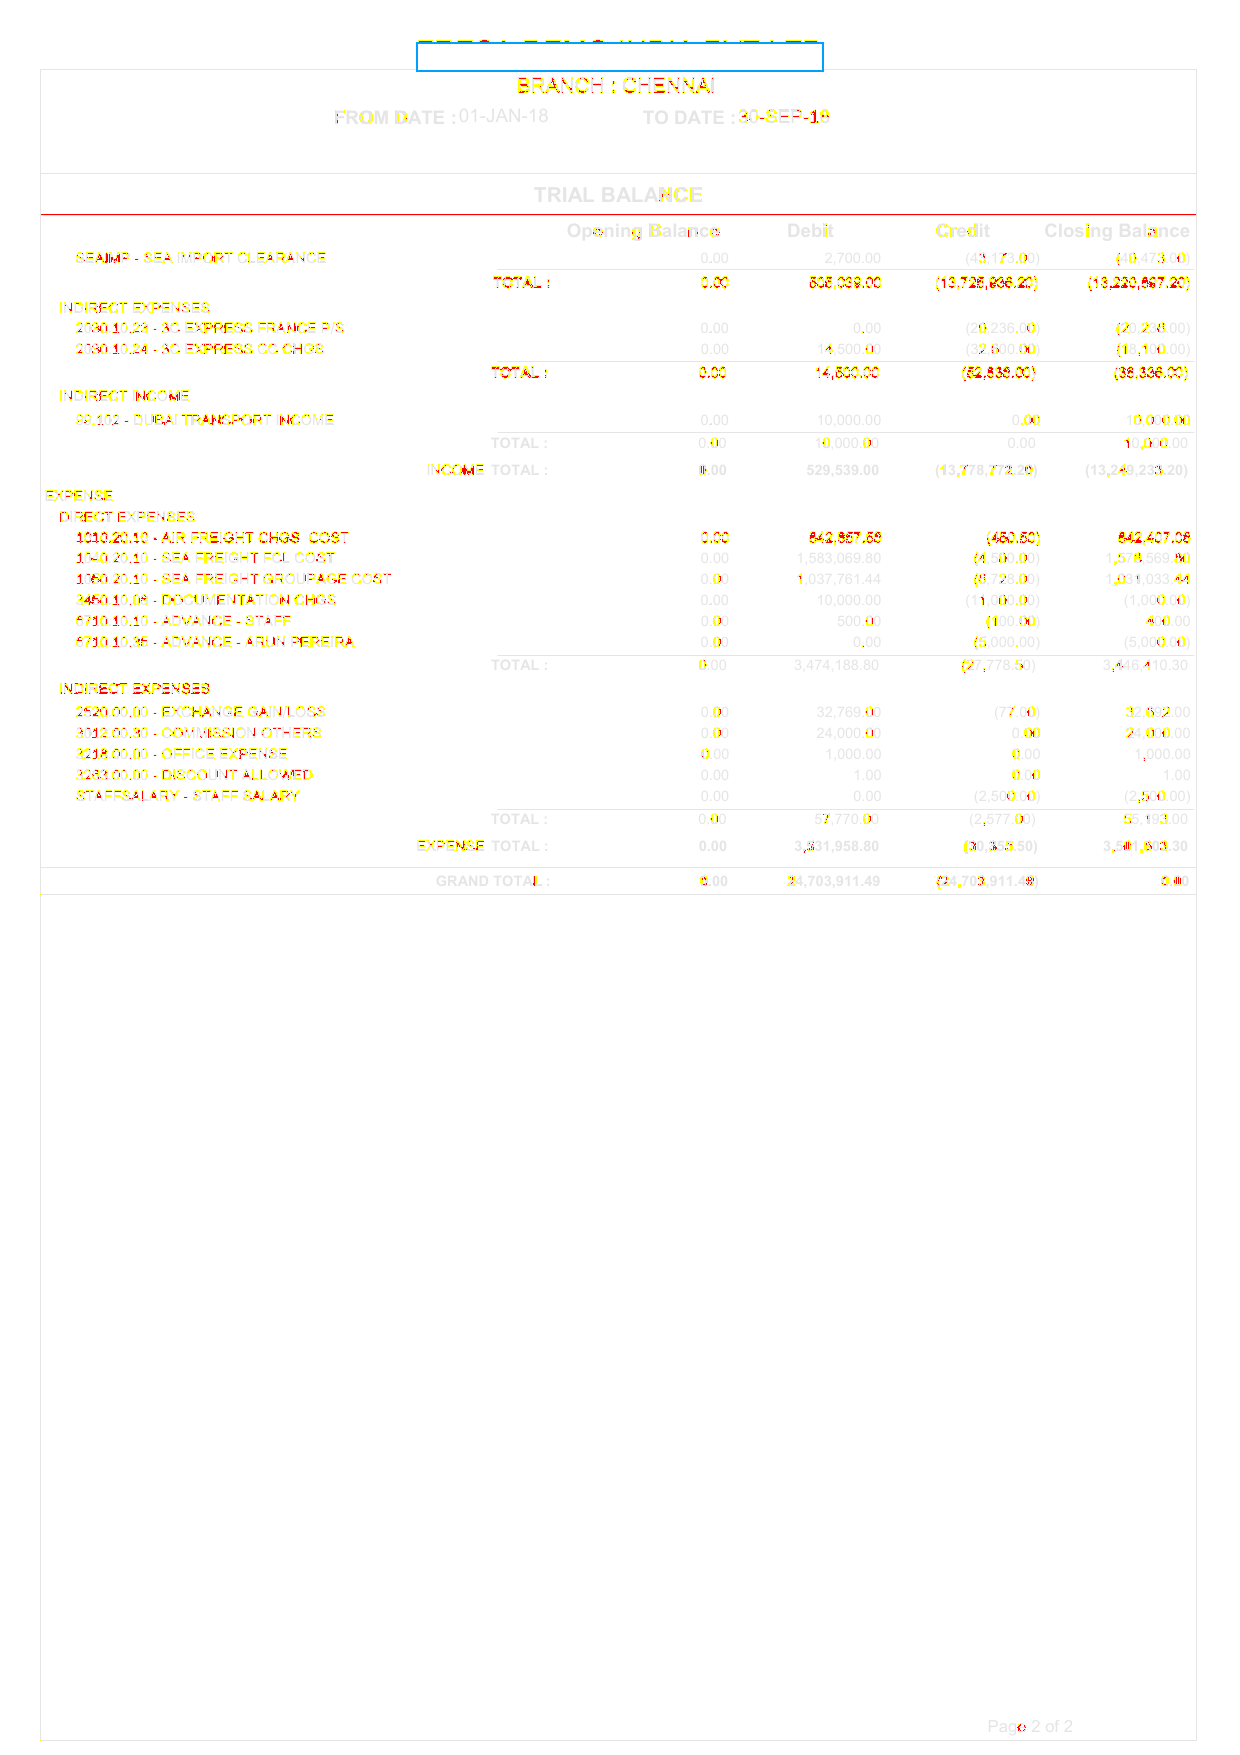 BRANCH : CHENNAI
FROM DATE : 01-JAN-18 TO DATE : 30-SEP-18
TRIAL BALANCE
Opening Balance Debit Credit Closing Balance
SEAIMP - SEA IMPORT CLEARANCE 0.00 2,700.00 (43,173.00) (40,473.00)
TOTAL : 0.00 505,039.00 (13,725,936.20) (13,220,897.20)
INDIRECT EXPENSES
2030.10.23 - 3C EXPRESS FRANCE P/S 0.00 0.00 (20,236.00) (20,236.00)
2030.10.24 - 3C EXPRESS CC CHGS 0.00 14,500.00 (32,600.00) (18,100.00)
TOTAL : 0.00 14,500.00 (52,836.00) (38,336.00)
INDIRECT INCOME
99.102 - DUBAI TRANSPORT INCOME 0.00 10,000.00 0.00 10,000.00
TOTAL : 0.00 10,000.00 0.00 10,000.00
INCOME TOTAL : 0.00 529,539.00 (13,778,772.20) (13,249,233.20)
EXPENSE
DIRECT EXPENSES
1010.20.10 - AIR FREIGHT CHGS COST 0.00 842,857.56 (450.50) 842,407.06
1040.20.10 - SEA FREIGHT FCL COST 0.00 1,583,069.80 (4,500.00) 1,578,569.80
1050.20.10 - SEA FREIGHT GROUPAGE COST 0.00 1,037,761.44 (6,728.00) 1,031,033.44
3450.10.06 - DOCUMENTATION CHGS 0.00 10,000.00 (11,000.00) (1,000.00)
6710.10.10 - ADVANCE - STAFF 0.00 500.00 (100.00) 400.00
6710.10.35 - ADVANCE - ARUN PEREIRA 0.00 0.00 (5,000.00) (5,000.00)
TOTAL : 0.00 3,474,188.80 (27,778.50) 3,446,410.30
INDIRECT EXPENSES
2520.00.00 - EXCHANGE GAIN/LOSS 0.00 32,769.00 (77.00) 32,692.00
3012.00.30 - COMMISSION OTHERS 0.00 24,000.00 0.00 24,000.00
3218.00.00 - OFFICE EXPENSE 0.00 1,000.00 0.00 1,000.00
3263.00.00 - DISCOUNT ALLOWED 0.00 1.00 0.00 1.00
STAFFSALARY - STAFF SALARY 0.00 0.00 (2,500.00) (2,500.00)
TOTAL : 0.00 57,770.00 (2,577.00) 55,193.00
EXPENSE TOTAL : 0.00 3,531,958.80 (30,355.50) 3,501,603.30
GRAND TOTAL : 0.00 24,703,911.49 (24,703,911.49) 0.00
Page 2 of 2